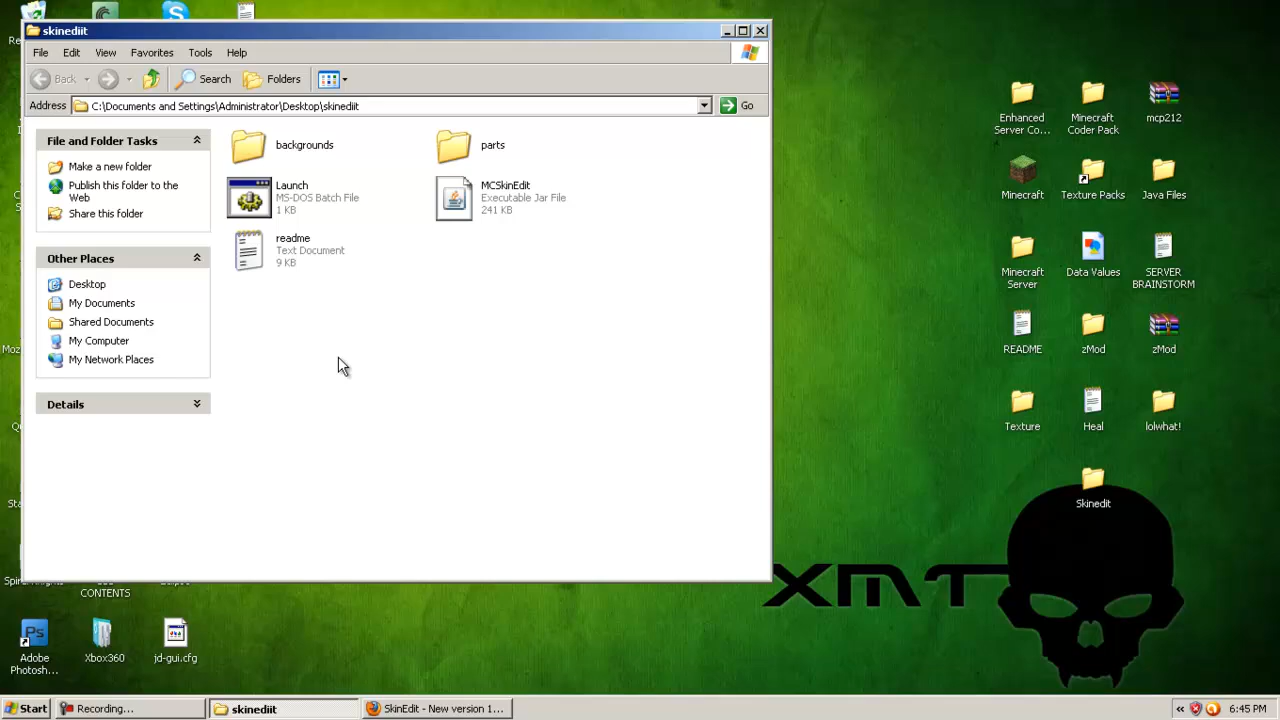 skinediit
File Edit View Favorites Tools Help
Back Search Folders
Address C:\Documents and Settings\Administrator\Desktop\skinediit Go
File and Folder Tasks
Make a new folder
Publish this folder to the
Web
Share this folder
Other Places
Desktop
My Documents
Shared Documents
My Computer
My Network Places
Details
backgrounds
parts
Launch
MS-DOS Batch File
1 KB
MCSkinEdit
Executable Jar File
241 KB
readme
Text Document
9 KB
Enhanced
Server Co...
Minecraft
Coder Pack
mcp212
Minecraft
Texture Packs
Java Files
Minecraft
Server
Data Values
SERVER
BRAINSTORM
README
zMod
zMod
Texture
Heal
lolwhat!
Skinedit
XMT
CONTENTS
Adobe
Photosh...
Xbox360
jd-gui.cfg
Start
Recording...
skinediit
SkinEdit - New version 1...
6:45 PM